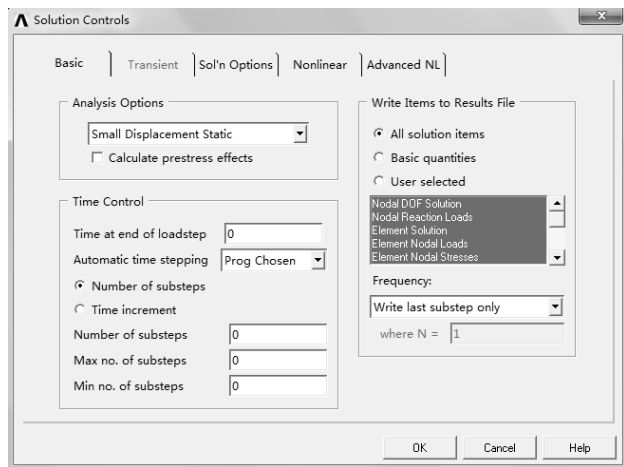 Solution Controls
Basic
Transient
Sol'n Options
Nonlinear
Advanced NL
Analysis Options
Small Displacement Static
Calculate prestress effects
Time Control
Time at end of loadstep 0
Automatic time stepping Prog Chosen
Number of substeps
Time increment
Number of substeps 0
Max no. of substeps 0
Min no. of substeps 0
Write Items to Results File
All solution items
Basic quantities
User selected
Nodal DOF Solution
Nodal Reaction Loads
Element Solution
Element Nodal Loads
Element Nodal Stresses
Frequency:
Write last substep only
where N = 1
OK
Cancel
Help